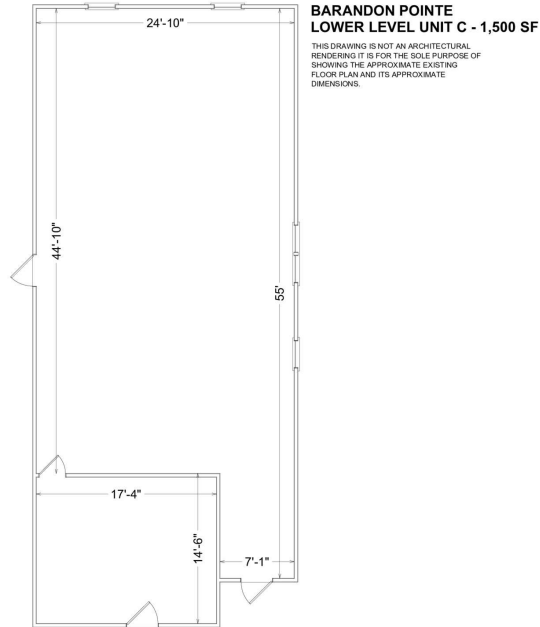 BARANDON POINTE
LOWER LEVEL UNIT C - 1,500 SF
THIS DRAWING IS NOT AN ARCHITECTURAL
RENDERING IT IS FOR THE SOLE PURPOSE OF
SHOWING THE APPROXIMATE EXISTING
FLOOR PLAN AND ITS APPROXIMATE
DIMENSIONS.
24'-10"
44'-10"
55'
17'-4"
14'-6"
7'-1"